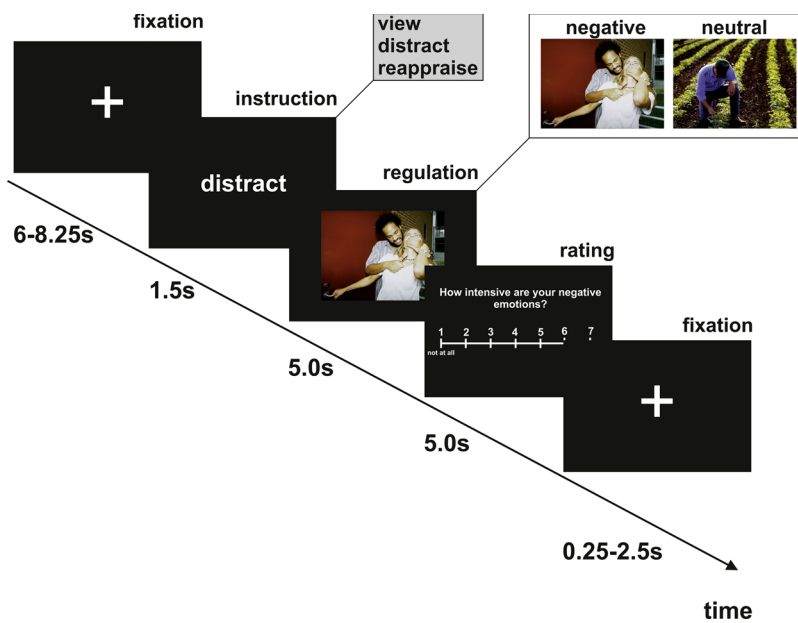 fixation
view
distract
reappraise
negative
neutral
instruction
distract
regulation
6-8.25s
1.5s
rating
How intensive are your negative
emotions?
1 2 3 4 5 6 7
not at all
fixation
5.0s
5.0s
0.25-2.5s
time